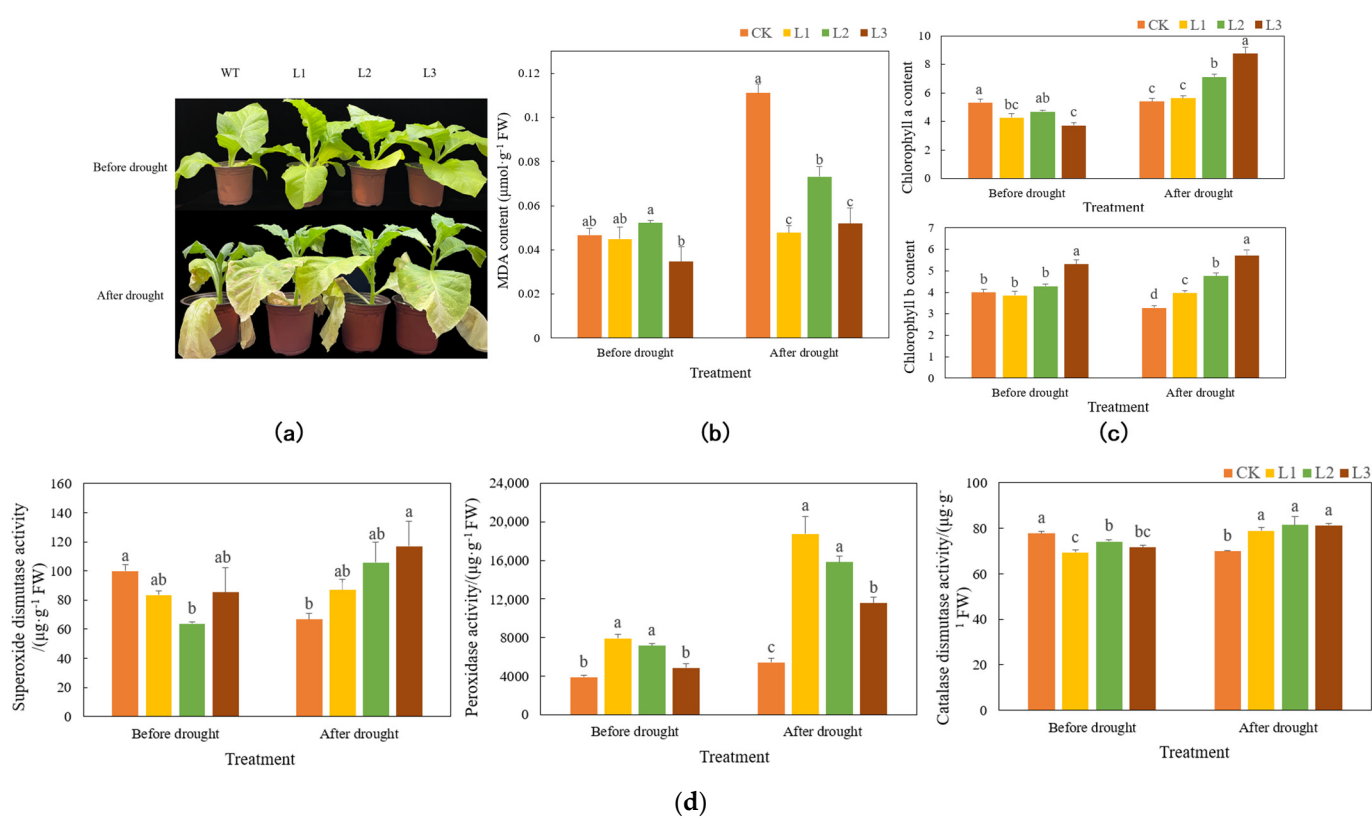 WT L1 L2 L3
Before drought
After drought
(a)
CK L1 L2 L3
MDA content (μmol·g⁻¹ FW)
0.12
0.1
0.08
0.06
0.04
0.02
0
ab ab a b
a c b c
Before drought After drought
Treatment
(b)
CK L1 L2 L3
Chlorophyll a content
10
8
6
4
2
0
a bc ab c
c c b a
Before drought After drought
Treatment
Chlorophyll b content
7
6
5
4
3
2
1
0
b b b a
d c b a
Before drought After drought
Treatment
(c)
Superoxide dismutase activity
/(μg·g⁻¹ FW)
160
140
120
100
80
60
40
20
0
a ab b ab
b ab ab a
Before drought After drought
Treatment
Peroxidase activity/(μg·g⁻¹ FW)
24,000
20,000
16,000
12,000
8000
4000
0
b a a b
c a a b
Before drought After drought
Treatment
CK L1 L2 L3
Catalase dismutase activity/(μg·g⁻
¹ FW)
100
80
60
40
20
0
a c b bc
b a a a
Before drought After drought
Treatment
(d)